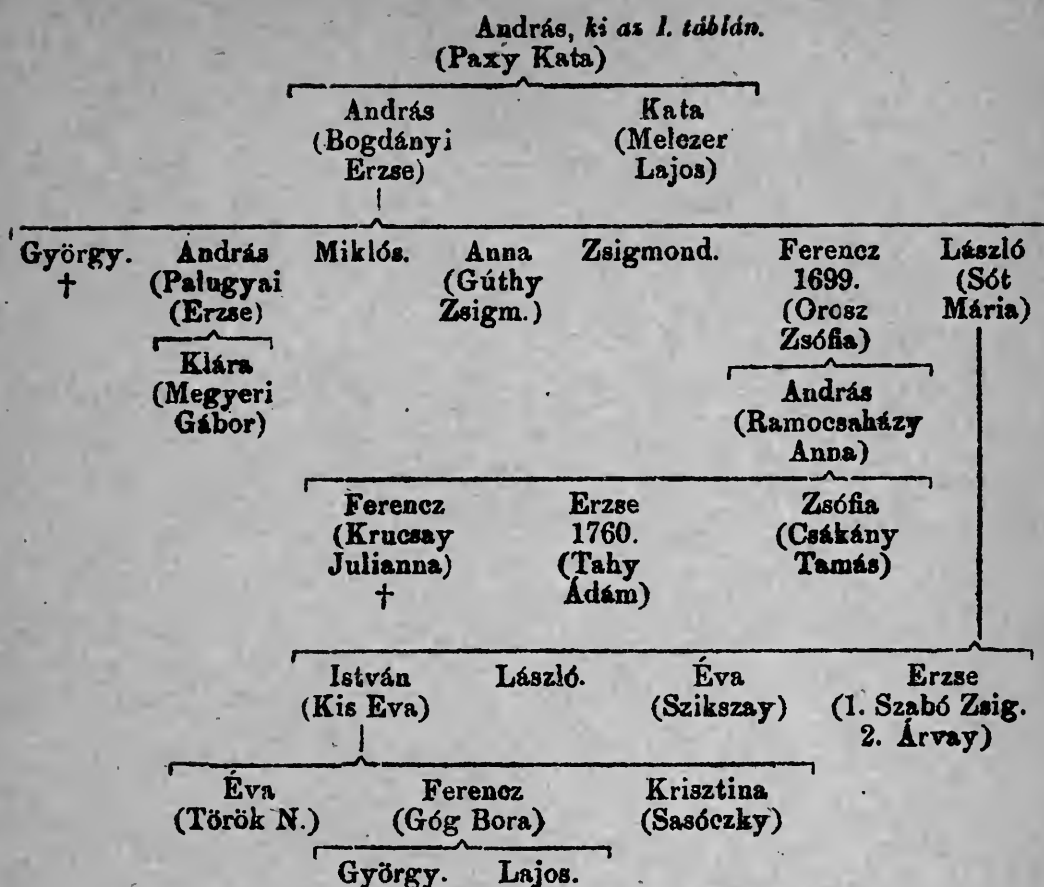 András, ki az I. táblán.
(Paxy Kata)
András Kata
(Bogdányi (Melczer
Erzse) Lajos)
György. András Miklós. Anna Zsigmond. Ferencz László
† (Palugyai (Gúthy 1699. (Sót
(Erzse) Zsigm.) (Orosz Mária)
Zsófia)
Klára
(Megyeri András
Gábor) (Ramocsaházy
Anna)
Ferencz Erzse Zsófia
(Krucsay 1760. (Csákány
Julianna) (Tahy Tamás)
† Ádám)
István László. Éva Erzse
(Kis Eva) (Szikszay) (1. Szabó Zsig.
2. Árvay)
Éva Ferencz Krisztina
(Török N.) (Góg Bora) (Sasóczky)
György. Lajos.